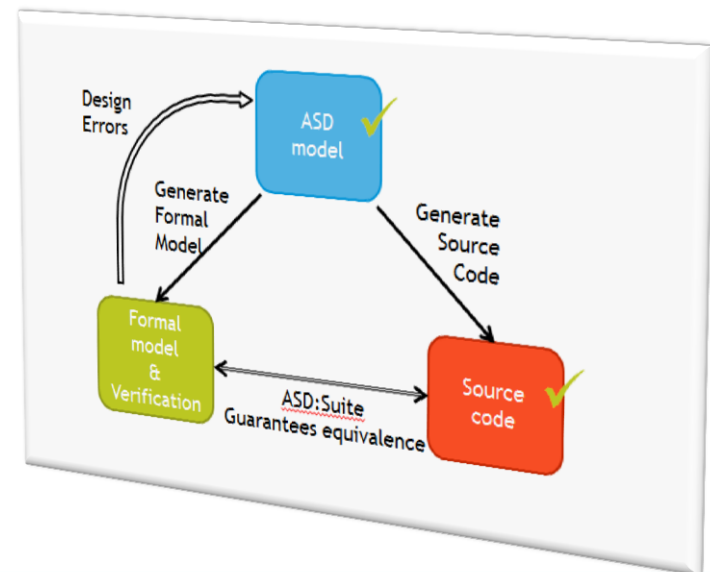 Design
Errors
ASD
model
Generate
Formal
Model
Generate
Source
Code
Formal
model
&
Verification
ASD:Suite
Guarantees equivalence
Source
code